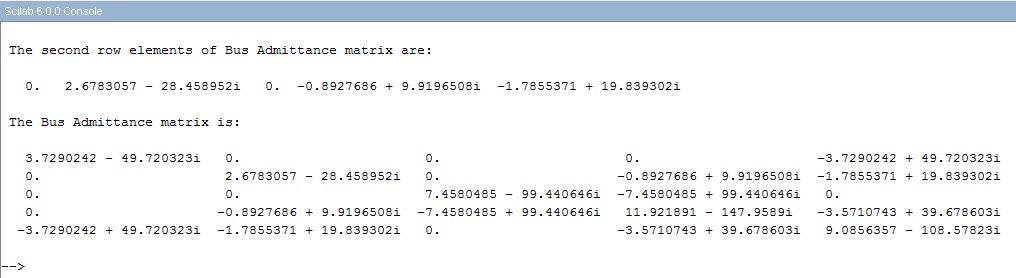 Scilab 6.0.0 Console
The second row elements of Bus Admittance matrix are:
0. 2.6783057 - 28.458952i 0. -0.8927686 + 9.9196508i -1.7855371 + 19.839302i
The Bus Admittance matrix is:
3.7290242 - 49.720323i 0. 0. 0. -3.7290242 + 49.720323i
0. 2.6783057 - 28.458952i 0. -0.8927686 + 9.9196508i -1.7855371 + 19.839302i
0. 0. 7.4580485 - 99.440646i -7.4580485 + 99.440646i 0.
0. -0.8927686 + 9.9196508i -7.4580485 + 99.440646i 11.921891 - 147.9589i -3.5710743 + 39.678603i
-3.7290242 + 49.720323i -1.7855371 + 19.839302i 0. -3.5710743 + 39.678603i 9.0856357 - 108.57823i
-->